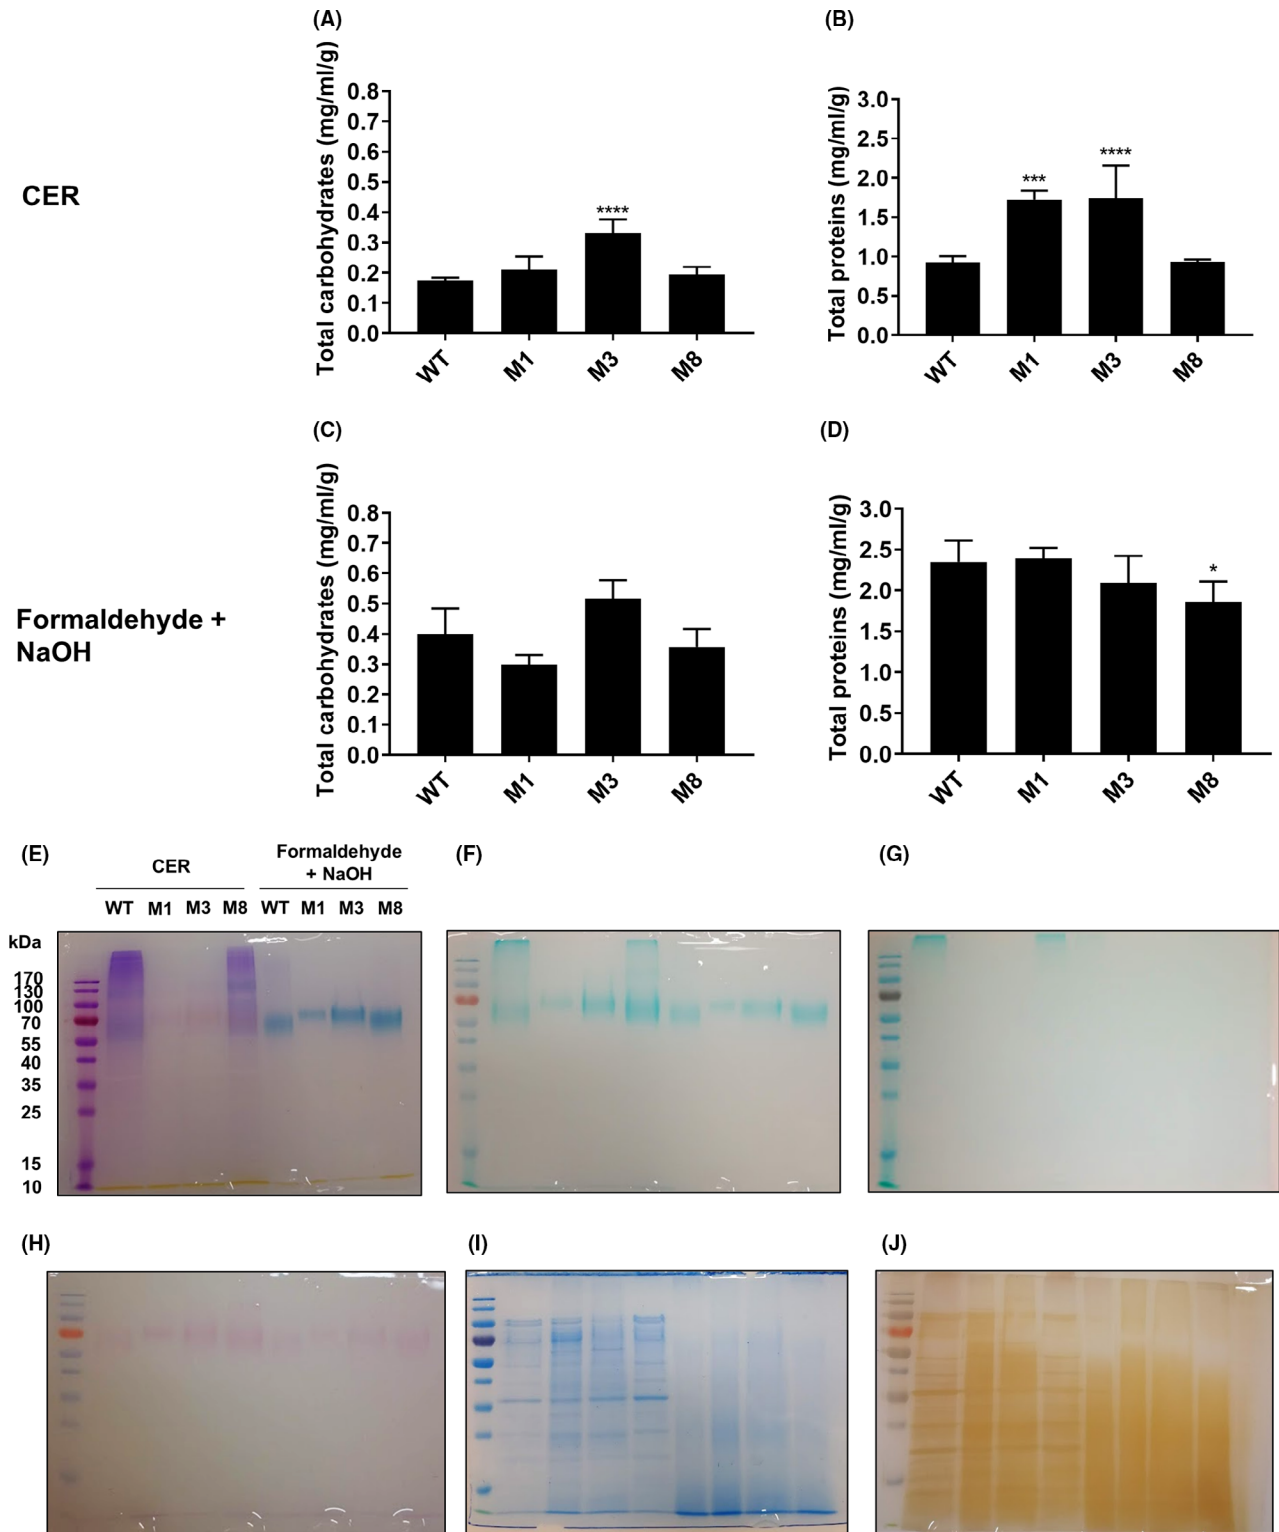 (A)
(B)
CER
Total carbohydrates (mg/ml/g)
0.8
0.7
0.6
0.5
0.4
0.3
0.2
0.1
0.0
****
WT
M1
M3
M8
Total proteins (mg/ml/g)
3.0
2.5
2.0
1.5
1.0
0.5
0.0
***
****
WT
M1
M3
M8
(C)
(D)
Formaldehyde +
NaOH
Total carbohydrates (mg/ml/g)
0.8
0.7
0.6
0.5
0.4
0.3
0.2
0.1
0.0
WT
M1
M3
M8
Total proteins (mg/ml/g)
3.0
2.5
2.0
1.5
1.0
0.5
0.0
*
WT
M1
M3
M8
(E)
(F)
(G)
CER
Formaldehyde
+ NaOH
WT M1 M3 M8 WT M1 M3 M8
kDa
170
130
100
70
55
40
35
25
15
10
(H)
(I)
(J)